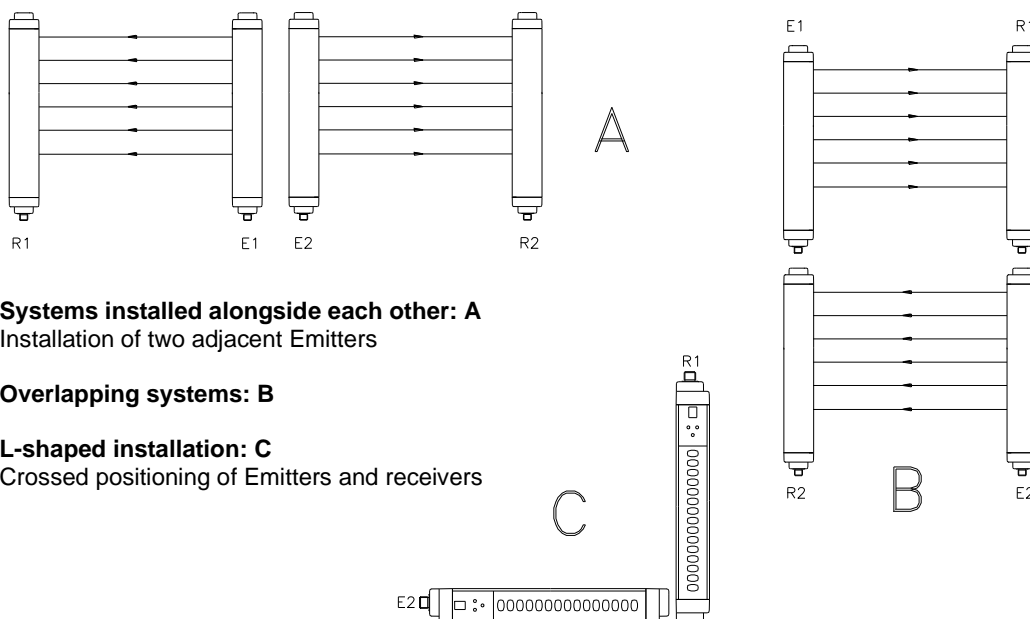 E1 R1
A
R1 E1 E2 R2
Systems installed alongside each other: A
Installation of two adjacent Emitters
Overlapping systems: B
L-shaped installation: C
Crossed positioning of Emitters and receivers
R1
R2 B E2
C
E2